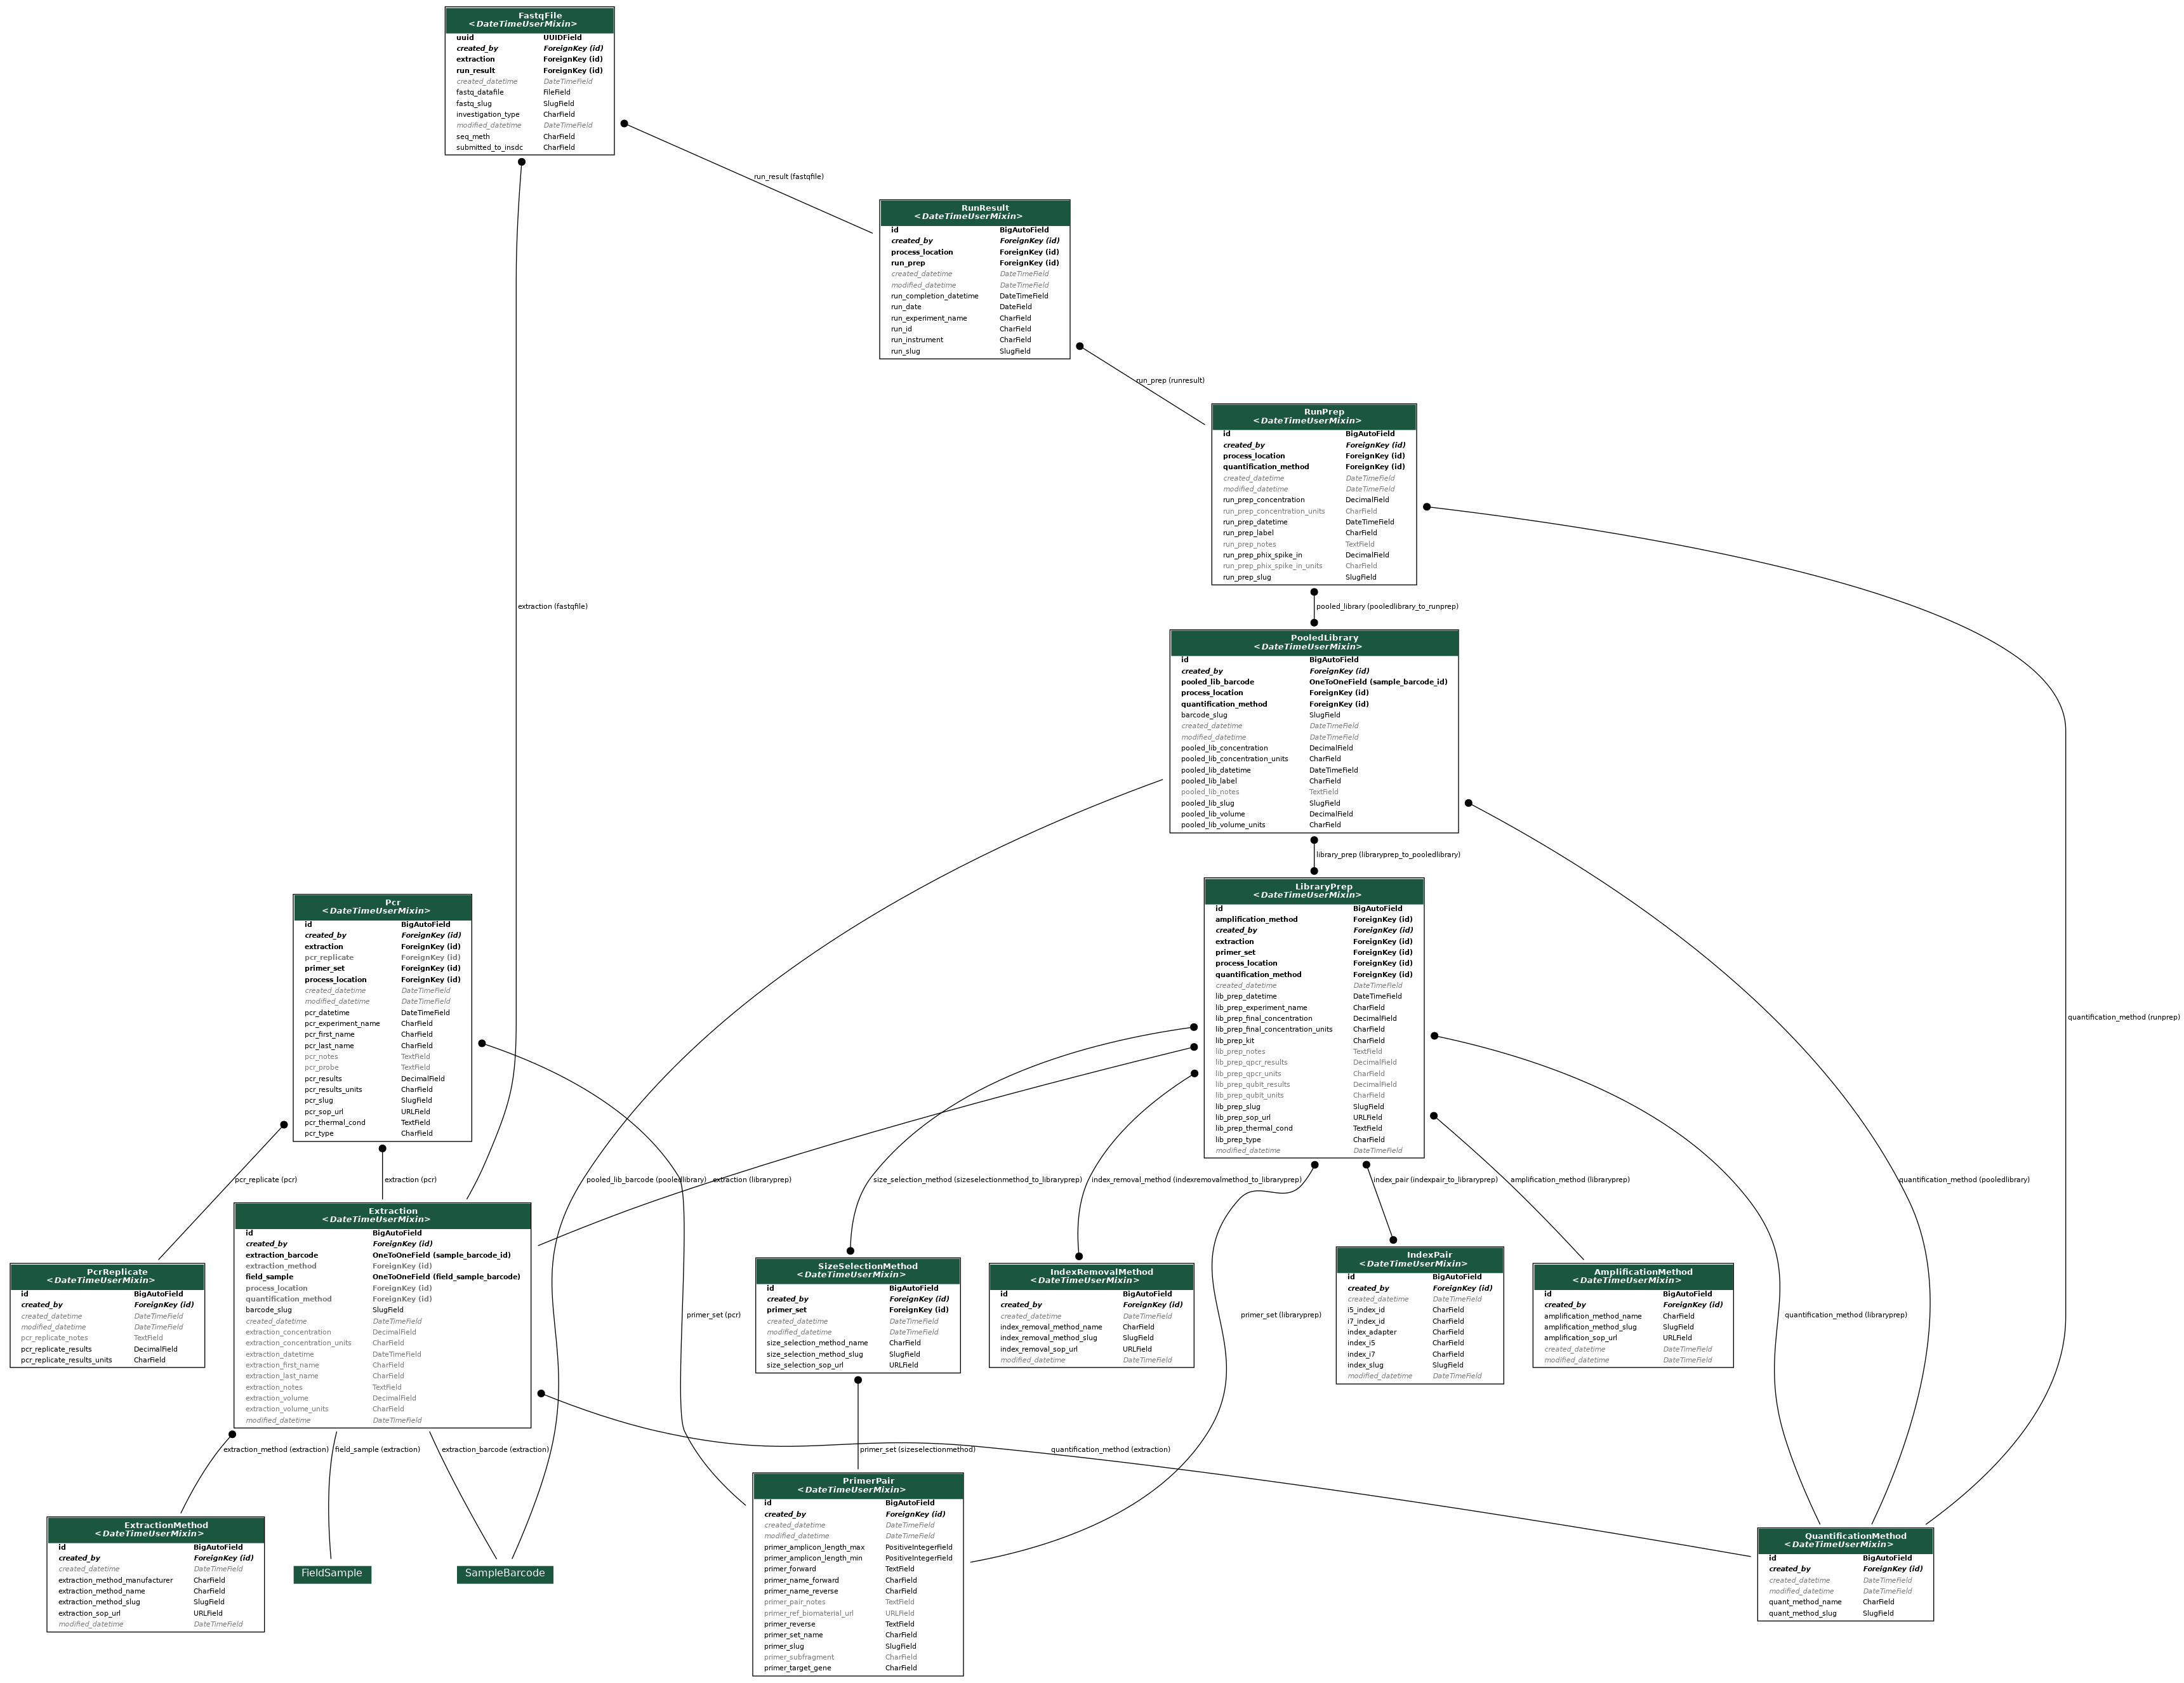 FastqFile
<DateTimeUserMixin>
uuid UUIDField
created_by ForeignKey (id)
extraction ForeignKey (id)
run_result ForeignKey (id)
created_datetime DateTimeField
fastq_datafile FileField
fastq_slug SlugField
investigation_type CharField
modified_datetime DateTimeField
seq_meth CharField
submitted_to_insdc CharField
run_result (fastqfile)
RunResult
<DateTimeUserMixin>
id BigAutoField
created_by ForeignKey (id)
process_location ForeignKey (id)
run_prep ForeignKey (id)
created_datetime DateTimeField
modified_datetime DateTimeField
run_completion_datetime DateTimeField
run_date DateField
run_experiment_name CharField
run_id CharField
run_instrument CharField
run_slug SlugField
run_prep (runresult)
RunPrep
<DateTimeUserMixin>
id BigAutoField
created_by ForeignKey (id)
process_location ForeignKey (id)
quantification_method ForeignKey (id)
created_datetime DateTimeField
modified_datetime DateTimeField
run_prep_concentration DecimalField
run_prep_concentration_units CharField
run_prep_datetime DateTimeField
run_prep_label CharField
run_prep_notes TextField
run_prep_phix_spike_in DecimalField
run_prep_phix_spike_in_units CharField
run_prep_slug SlugField
extraction (fastqfile)
pooled_library (pooledlibrary_to_runprep)
PooledLibrary
<DateTimeUserMixin>
id BigAutoField
created_by ForeignKey (id)
pooled_lib_barcode OneToOneField (sample_barcode_id)
process_location ForeignKey (id)
quantification_method ForeignKey (id)
barcode_slug SlugField
created_datetime DateTimeField
modified_datetime DateTimeField
pooled_lib_concentration DecimalField
pooled_lib_concentration_units CharField
pooled_lib_datetime DateTimeField
pooled_lib_label CharField
pooled_lib_notes TextField
pooled_lib_slug SlugField
pooled_lib_volume DecimalField
pooled_lib_volume_units CharField
library_prep (libraryprep_to_pooledlibrary)
Pcr
<DateTimeUserMixin>
id BigAutoField
created_by ForeignKey (id)
extraction ForeignKey (id)
pcr_replicate ForeignKey (id)
primer_set ForeignKey (id)
process_location ForeignKey (id)
created_datetime DateTimeField
modified_datetime DateTimeField
pcr_datetime DateTimeField
pcr_experiment_name CharField
pcr_first_name CharField
pcr_last_name CharField
pcr_notes TextField
pcr_probe TextField
pcr_results DecimalField
pcr_results_units CharField
pcr_slug SlugField
pcr_sop_url URLField
pcr_thermal_cond TextField
pcr_type CharField
LibraryPrep
<DateTimeUserMixin>
id BigAutoField
amplification_method ForeignKey (id)
created_by ForeignKey (id)
extraction ForeignKey (id)
primer_set ForeignKey (id)
process_location ForeignKey (id)
quantification_method ForeignKey (id)
created_datetime DateTimeField
lib_prep_datetime DateTimeField
lib_prep_experiment_name CharField
lib_prep_final_concentration DecimalField
lib_prep_final_concentration_units CharField
lib_prep_kit CharField
lib_prep_notes TextField
lib_prep_qpcr_results DecimalField
lib_prep_qpcr_units CharField
lib_prep_qubit_results DecimalField
lib_prep_qubit_units CharField
lib_prep_slug SlugField
lib_prep_sop_url URLField
lib_prep_thermal_cond TextField
lib_prep_type CharField
modified_datetime DateTimeField
quantification_method (runprep)
pcr_replicate (pcr)
extraction (pcr)
pooled_lib_barcode (pooledlibrary)
extraction (libraryprep)
size_selection_method (sizeselectionmethod_to_libraryprep)
index_removal_method (indexremovalmethod_to_libraryprep)
index_pair (indexpair_to_libraryprep)
amplification_method (libraryprep)
quantification_method (pooledlibrary)
PcrReplicate
<DateTimeUserMixin>
id BigAutoField
created_by ForeignKey (id)
created_datetime DateTimeField
modified_datetime DateTimeField
pcr_replicate_notes TextField
pcr_replicate_results DecimalField
pcr_replicate_results_units CharField
Extraction
<DateTimeUserMixin>
id BigAutoField
created_by ForeignKey (id)
extraction_barcode OneToOneField (sample_barcode_id)
extraction_method ForeignKey (id)
field_sample OneToOneField (field_sample_barcode)
process_location ForeignKey (id)
quantification_method ForeignKey (id)
barcode_slug SlugField
created_datetime DateTimeField
extraction_concentration DecimalField
extraction_concentration_units CharField
extraction_datetime DateTimeField
extraction_first_name CharField
extraction_last_name CharField
extraction_notes TextField
extraction_volume DecimalField
extraction_volume_units CharField
modified_datetime DateTimeField
primer_set (pcr)
SizeSelectionMethod
<DateTimeUserMixin>
id BigAutoField
created_by ForeignKey (id)
primer_set ForeignKey (id)
created_datetime DateTimeField
modified_datetime DateTimeField
size_selection_method_name CharField
size_selection_method_slug SlugField
size_selection_sop_url URLField
IndexRemovalMethod
<DateTimeUserMixin>
id BigAutoField
created_by ForeignKey (id)
created_datetime DateTimeField
index_removal_method_name CharField
index_removal_method_slug SlugField
index_removal_sop_url URLField
modified_datetime DateTimeField
primer_set (libraryprep)
IndexPair
<DateTimeUserMixin>
id BigAutoField
created_by ForeignKey (id)
created_datetime DateTimeField
i5_index_id CharField
i7_index_id CharField
index_adapter CharField
index_i5 CharField
index_i7 CharField
index_slug SlugField
modified_datetime DateTimeField
AmplificationMethod
<DateTimeUserMixin>
id BigAutoField
created_by ForeignKey (id)
amplification_method_name CharField
amplification_method_slug SlugField
amplification_sop_url URLField
created_datetime DateTimeField
modified_datetime DateTimeField
quantification_method (libraryprep)
extraction_method (extraction)
field_sample (extraction)
extraction_barcode (extraction)
primer_set (sizeselectionmethod)
quantification_method (extraction)
ExtractionMethod
<DateTimeUserMixin>
id BigAutoField
created_by ForeignKey (id)
created_datetime DateTimeField
extraction_method_manufacturer CharField
extraction_method_name CharField
extraction_method_slug SlugField
extraction_sop_url URLField
modified_datetime DateTimeField
FieldSample
SampleBarcode
PrimerPair
<DateTimeUserMixin>
id BigAutoField
created_by ForeignKey (id)
created_datetime DateTimeField
modified_datetime DateTimeField
primer_amplicon_length_max PositiveIntegerField
primer_amplicon_length_min PositiveIntegerField
primer_forward TextField
primer_name_forward CharField
primer_name_reverse CharField
primer_pair_notes TextField
primer_ref_biomaterial_url URLField
primer_reverse TextField
primer_set_name CharField
primer_slug SlugField
primer_subfragment CharField
primer_target_gene CharField
QuantificationMethod
<DateTimeUserMixin>
id BigAutoField
created_by ForeignKey (id)
created_datetime DateTimeField
modified_datetime DateTimeField
quant_method_name CharField
quant_method_slug SlugField